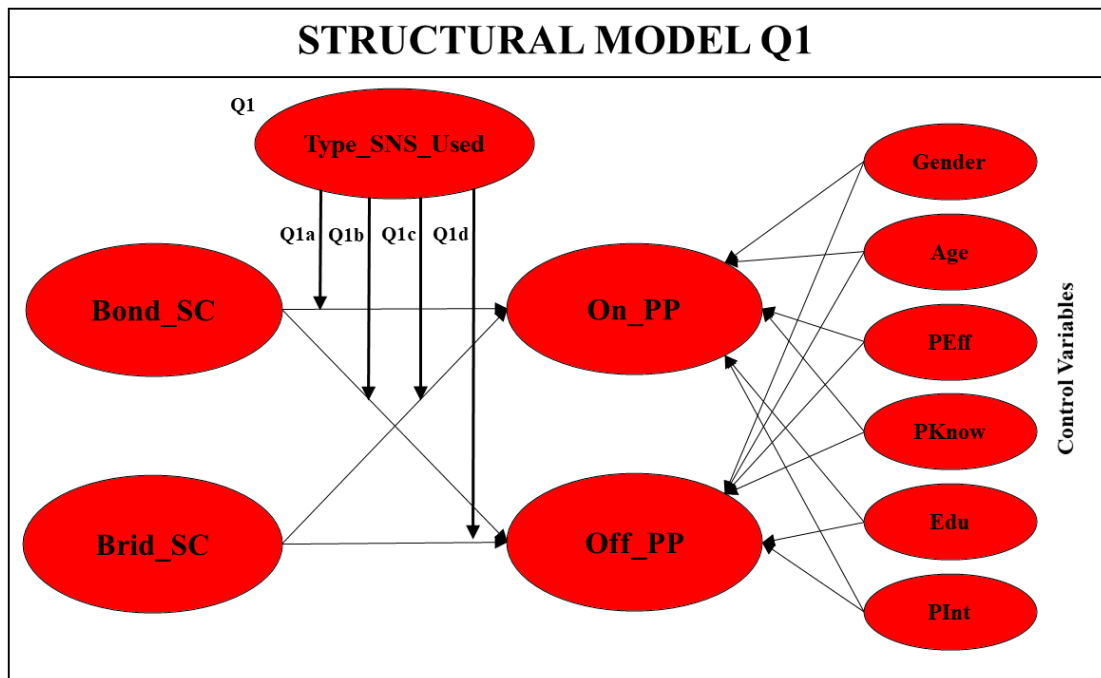 STRUCTURAL MODEL Q1
Q1
Type_SNS_Used
Q1a
Q1b
Q1c
Q1d
Bond_SC
On_PP
Brid_SC
Off_PP
Gender
Age
PEff
PKnow
Edu
PInt
Control Variables